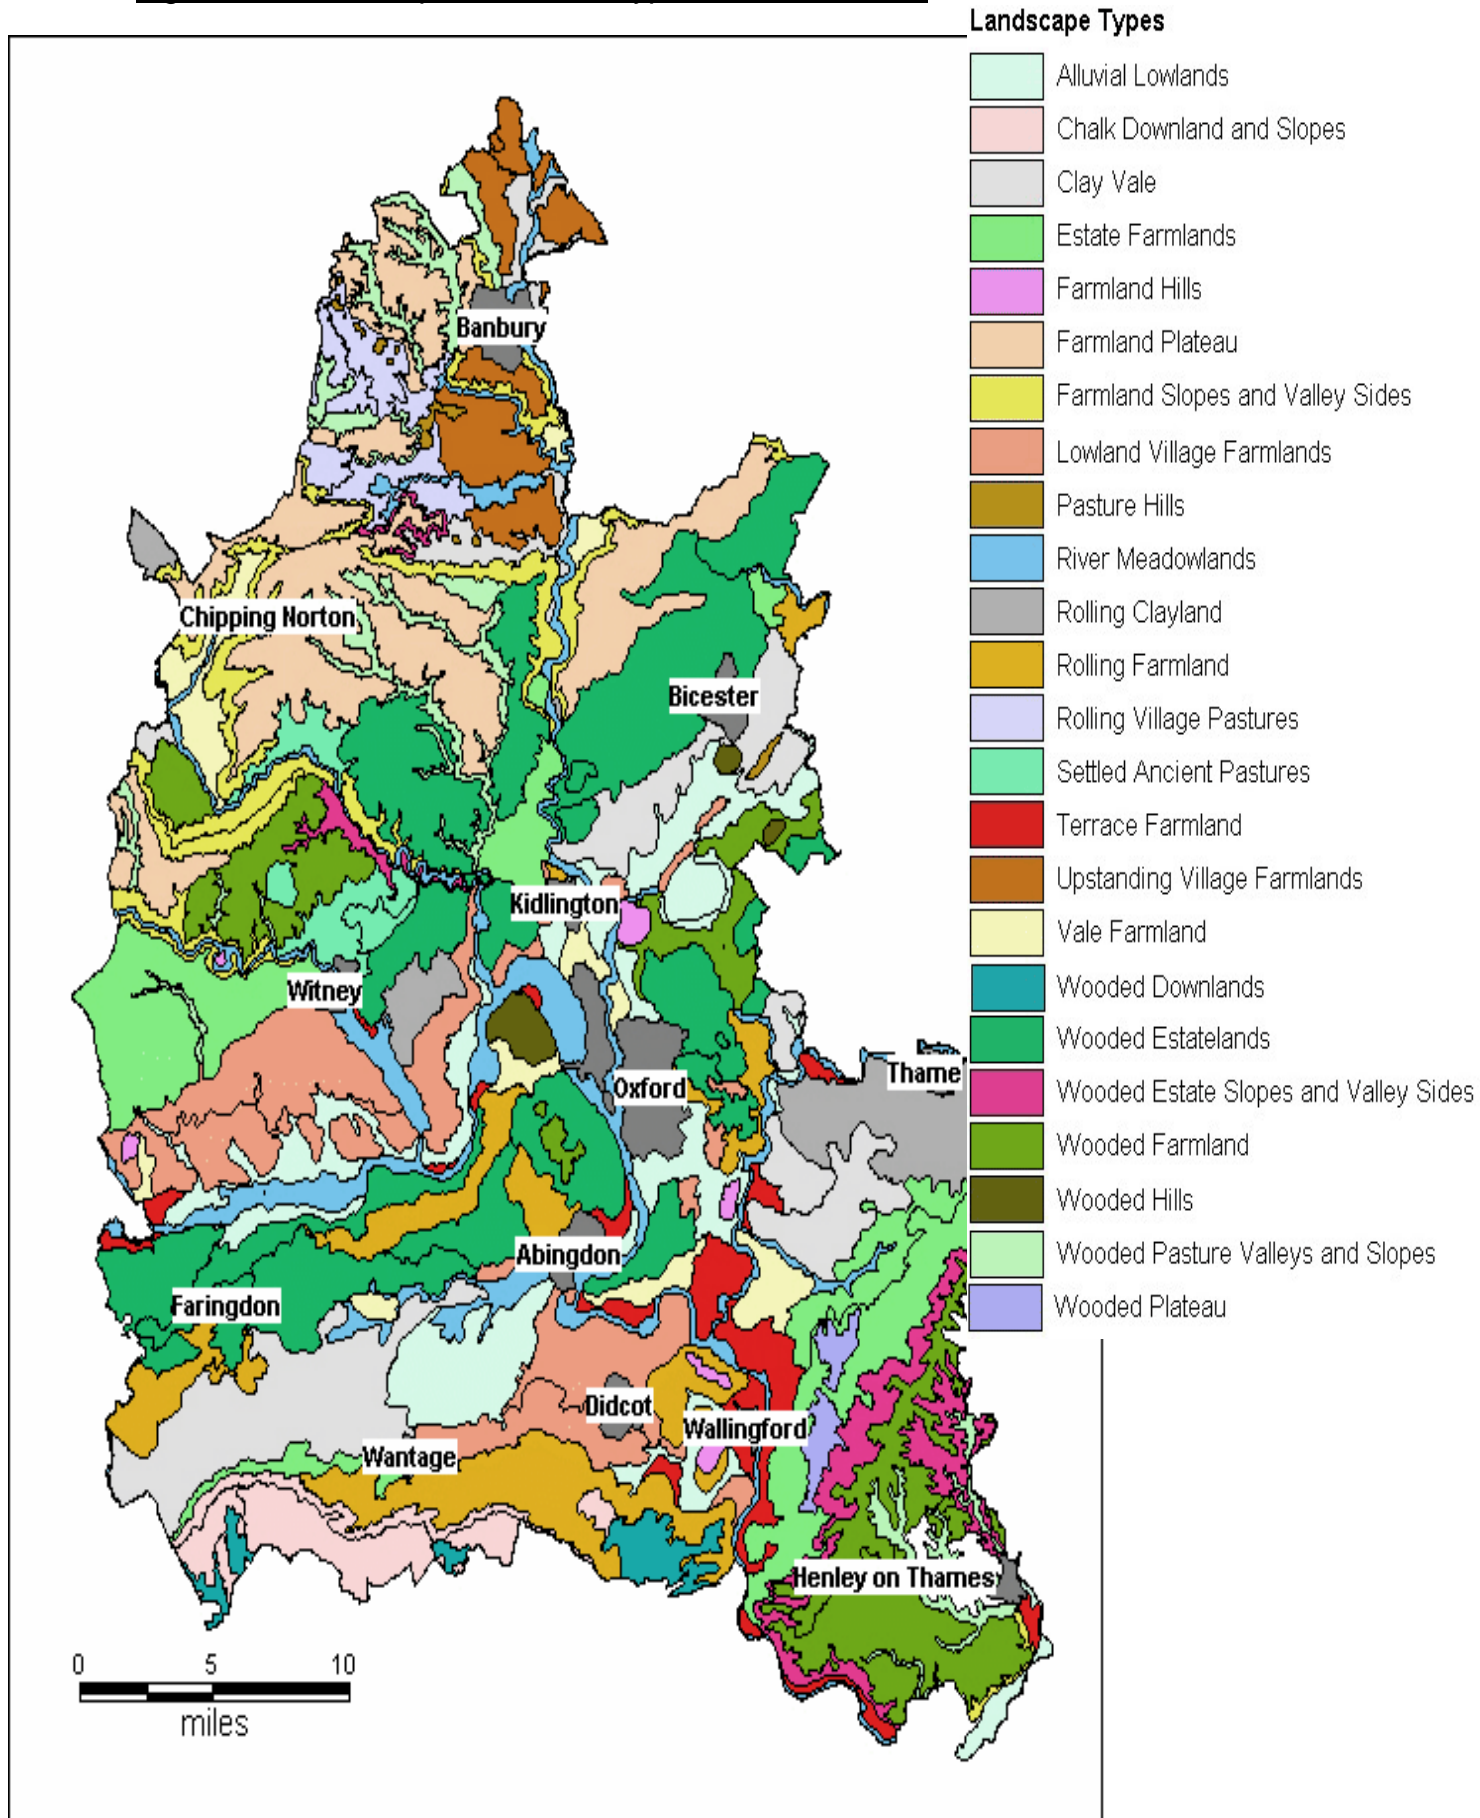 Landscape Types
Alluvial Lowlands
Chalk Downland and Slopes
Clay Vale
Estate Farmlands
Farmland Hills
Farmland Plateau
Farmland Slopes and Valley Sides
Lowland Village Farmlands
Pasture Hills
River Meadowlands
Rolling Clayland
Rolling Farmland
Rolling Village Pastures
Settled Ancient Pastures
Terrace Farmland
Upstanding Village Farmlands
Vale Farmland
Wooded Downlands
Wooded Estatelands
Wooded Estate Slopes and Valley Sides
Wooded Farmland
Wooded Hills
Wooded Pasture Valleys and Slopes
Wooded Plateau
Banbury
Chipping Norton
Bicester
Kidlington
Witney
Oxford
Thame
Abingdon
Faringdon
Didcot
Wallingford
Wantage
Henley on Thames
0 5 10
miles